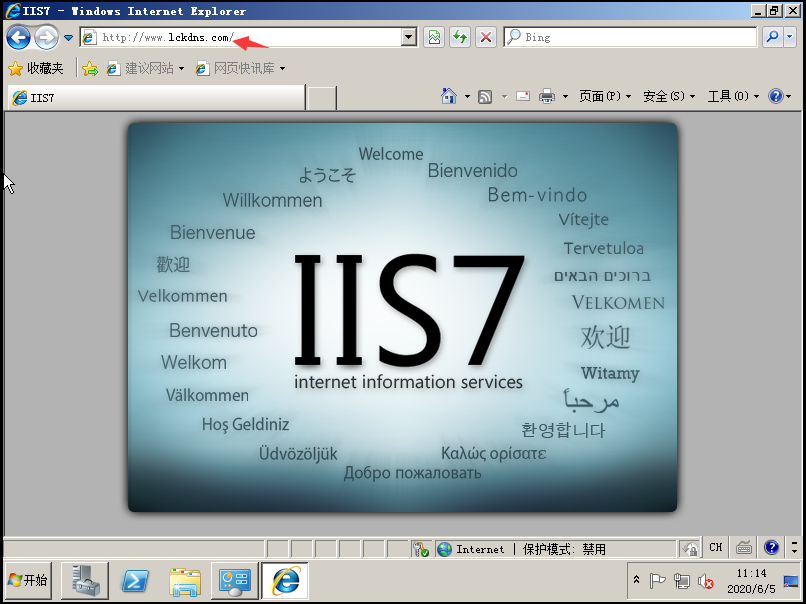 IIS7 - Windows Internet Explorer
http://www.lckdns.com/
Bing
收藏夹 建议网站 网页快讯库
IIS7
页面(P) 安全(S) 工具(O)
Welcome
ようこそ
Bienvenido
Willkommen
Bem-vindo
Vítejte
Bienvenue
Tervetuloa
歡迎
ברוכים הבאים
Velkommen
VELKOMEN
Benvenuto
欢迎
Welkom
Witamy
Välkommen
مرحباً
Hoş Geldiniz
환영합니다
Üdvözöljük
Καλώς ορίσατε
Добро пожаловать
IIS7
internet information services
Internet | 保护模式: 禁用
CH
开始
11:14
2020/6/5